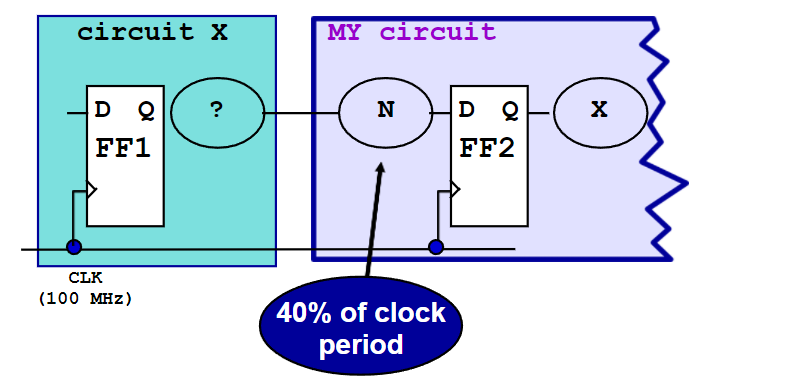 circuit X
MY circuit
D Q
FF1
?
N
D Q
FF2
X
CLK
(100 MHz)
40% of clock
period